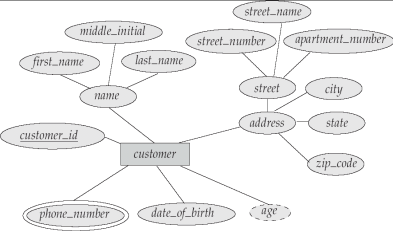 street_name
middle_initial
street_number
apartment_number
first_name
last_name
street
city
name
address
state
customer_id
customer
zip_code
phone_number
date_of_birth
age